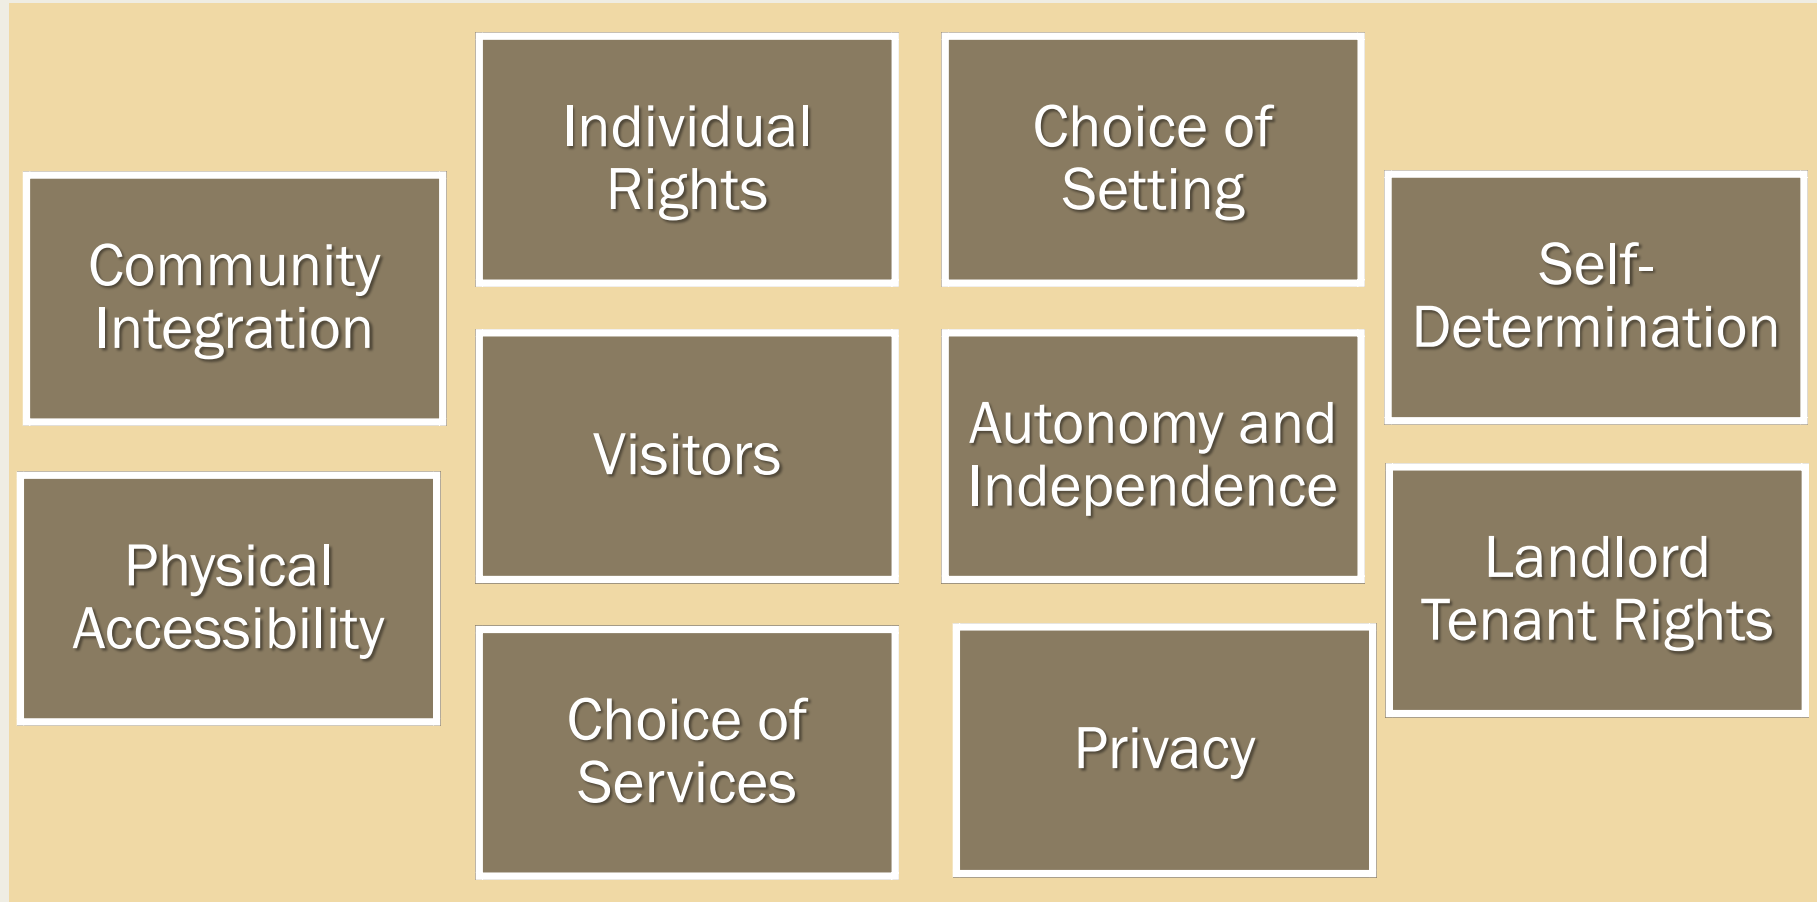 Community
Integration
Physical
Accessibility
Individual
Rights
Visitors
Choice of
Services
Choice of
Setting
Autonomy and
Independence
Privacy
Self-
Determination
Landlord
Tenant Rights